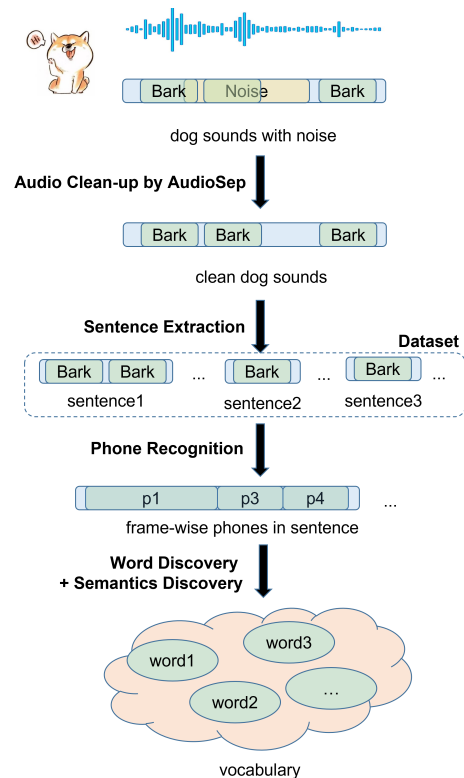 Hi
Bark Noise Bark
dog sounds with noise
Audio Clean-up by AudioSep
Bark Bark Bark
clean dog sounds
Sentence Extraction
Dataset
Bark Bark ... Bark ... Bark ...
sentence1 sentence2 sentence3
Phone Recognition
p1 p3 p4 ...
frame-wise phones in sentence
Word Discovery
+ Semantics Discovery
word3
word1
word2 ...
vocabulary